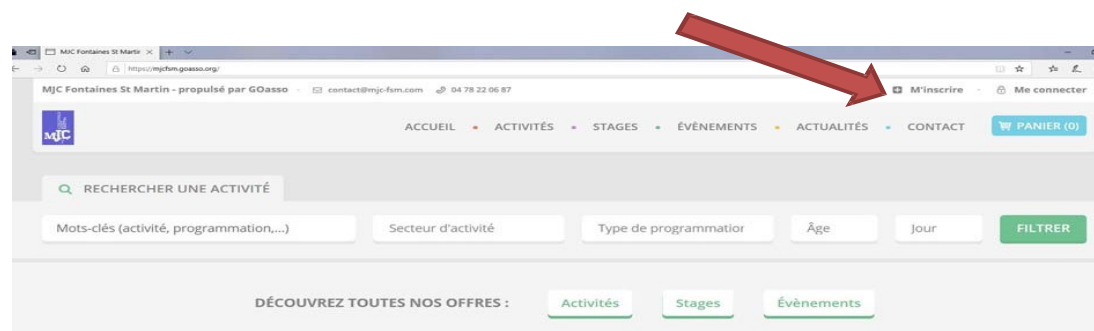 MJC Fontaines St Martin
https://mjcfsm.goasso.org/
MJC Fontaines St Martin - propulsé par GOasso contact@mjc-fsm.com 04 78 22 06 87 M'inscrire Me connecter
MJC
ACCUEIL • ACTIVITÉS • STAGES • ÉVÈNEMENTS • ACTUALITÉS • CONTACT PANIER (0)
RECHERCHER UNE ACTIVITÉ
Mots-clés (activité, programmation,...) Secteur d'activité Type de programmation Âge Jour FILTRER
DÉCOUVREZ TOUTES NOS OFFRES : Activités Stages Évènements